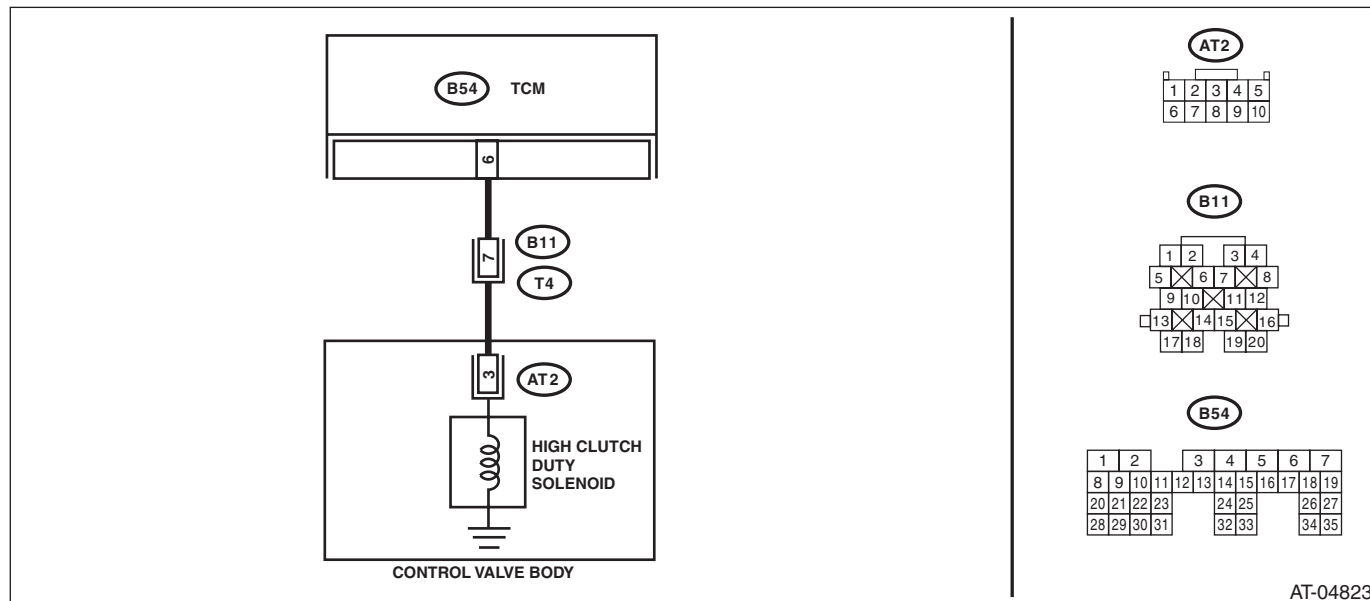 B54 TCM
6
7
B11
T4
3
AT2
HIGH CLUTCH
DUTY
SOLENOID
CONTROL VALVE BODY
AT2
1 2 3 4 5
6 7 8 9 10
B11
1 2 3 4
5 6 7 8
9 10 11 12
13 14 15 16
17 18 19 20
B54
1 2 3 4 5 6 7
8 9 10 11 12 13 14 15 16 17 18 19
20 21 22 23 24 25 26 27
28 29 30 31 32 33 34 35
AT-04823